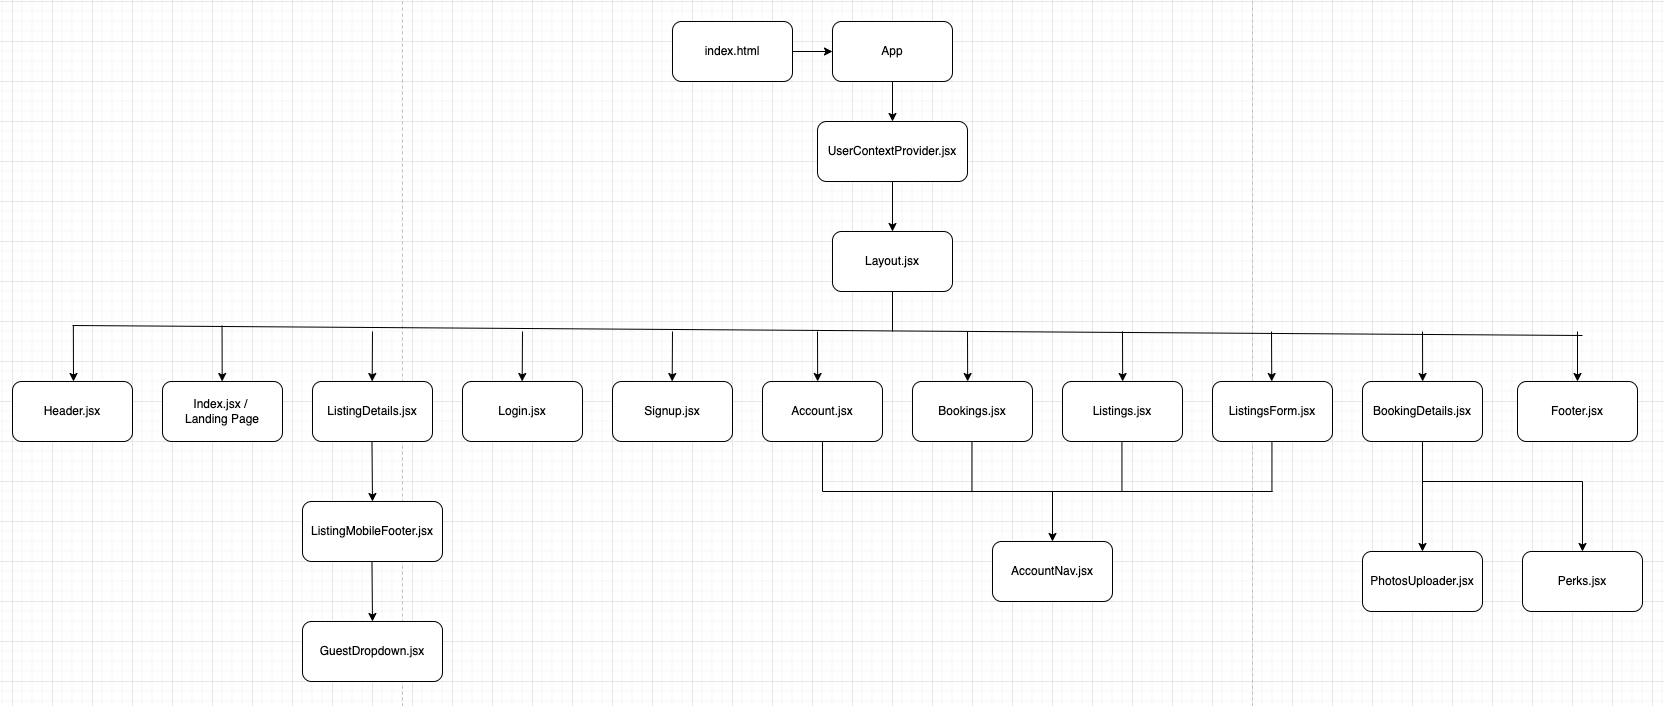 index.html
App
UserContextProvider.jsx
Layout.jsx
Header.jsx
Index.jsx /
Landing Page
ListingDetails.jsx
Login.jsx
Signup.jsx
Account.jsx
Bookings.jsx
Listings.jsx
ListingsForm.jsx
BookingDetails.jsx
Footer.jsx
ListingMobileFooter.jsx
AccountNav.jsx
PhotosUploader.jsx
Perks.jsx
GuestDropdown.jsx